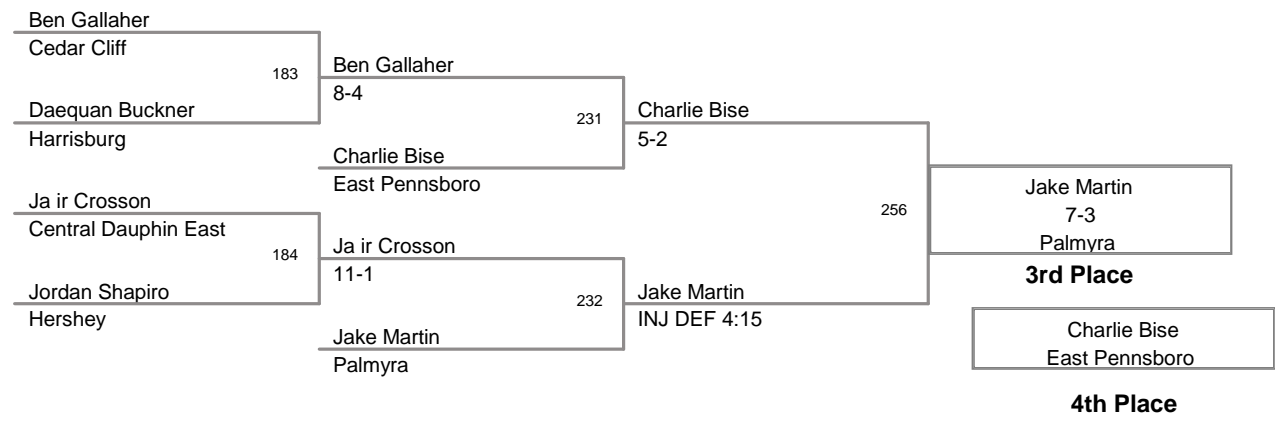 Ben Gallaher
Cedar Cliff
183
Daequan Buckner
Harrisburg
Ben Gallaher
8-4
231
Charlie Bise
East Pennsboro
Charlie Bise
5-2
Ja ir Crosson
Central Dauphin East
184
Jordan Shapiro
Hershey
Ja ir Crosson
11-1
232
Jake Martin
Palmyra
Jake Martin
INJ DEF 4:15
256
Jake Martin
7-3
Palmyra
3rd Place
Charlie Bise
East Pennsboro
4th Place